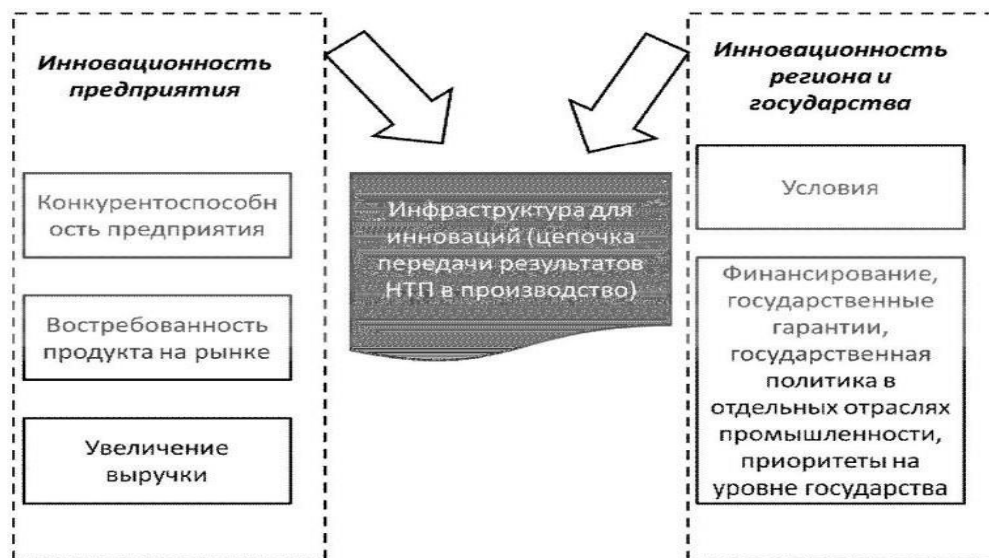 Инновационность
предприятия
Конкурентоспособн
ость предприятия
Востребованность
продукта на рынке
Увеличение
выручки
Инфраструктура для
инноваций (цепочка
передачи результатов
НТП в производство)
Инновационность
региона и
государства
Условия
Финансирование,
государственные
гарантии,
государственная
политика в
отдельных отраслях
промышленности,
приоритеты на
уровне государства